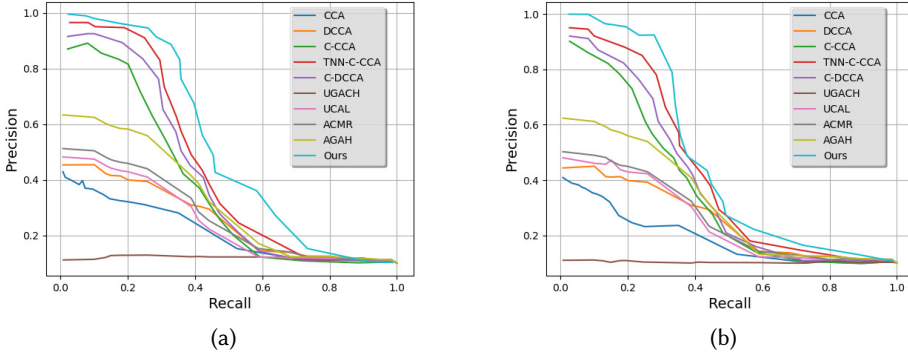 CCA
DCCA
C-CCA
TNN-C-CCA
C-DCCA
UGACH
UCAL
ACMR
AGAH
Ours
1.0
0.8
0.6
0.4
0.2
Precision
0.0 0.2 0.4 0.6 0.8 1.0
Recall
(a)
CCA
DCCA
C-CCA
TNN-C-CCA
C-DCCA
UGACH
UCAL
ACMR
AGAH
Ours
1.0
0.8
0.6
0.4
0.2
Precision
0.0 0.2 0.4 0.6 0.8 1.0
Recall
(b)